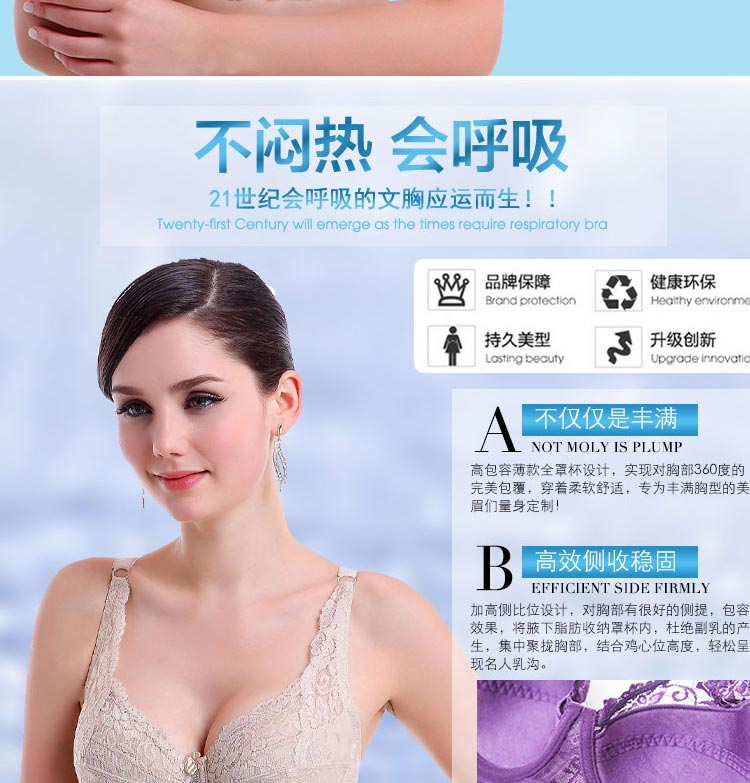 不闷热 会呼吸
21世纪会呼吸的文胸应运而生！！
Twenty-first Century will emerge as the times require respiratory bra
品牌保障
Brand protection
健康环保
Healthy environme
持久美型
Lasting beauty
升级创新
Upgrade innovatio
A 不仅仅是丰满
NOT MOLY IS PLUMP
高包容薄款全罩杯设计，实现对胸部360度的
完美包覆，穿着柔软舒适，专为丰满胸型的美
眉们量身定制！
B 高效侧收稳固
EFFICIENT SIDE FIRMLY
加高侧比位设计，对胸部有很好的侧提，包容
效果，将腋下脂肪收纳罩杯内，杜绝副乳的产
生，集中聚拢胸部，结合鸡心位高度，轻松呈
现名人乳沟。